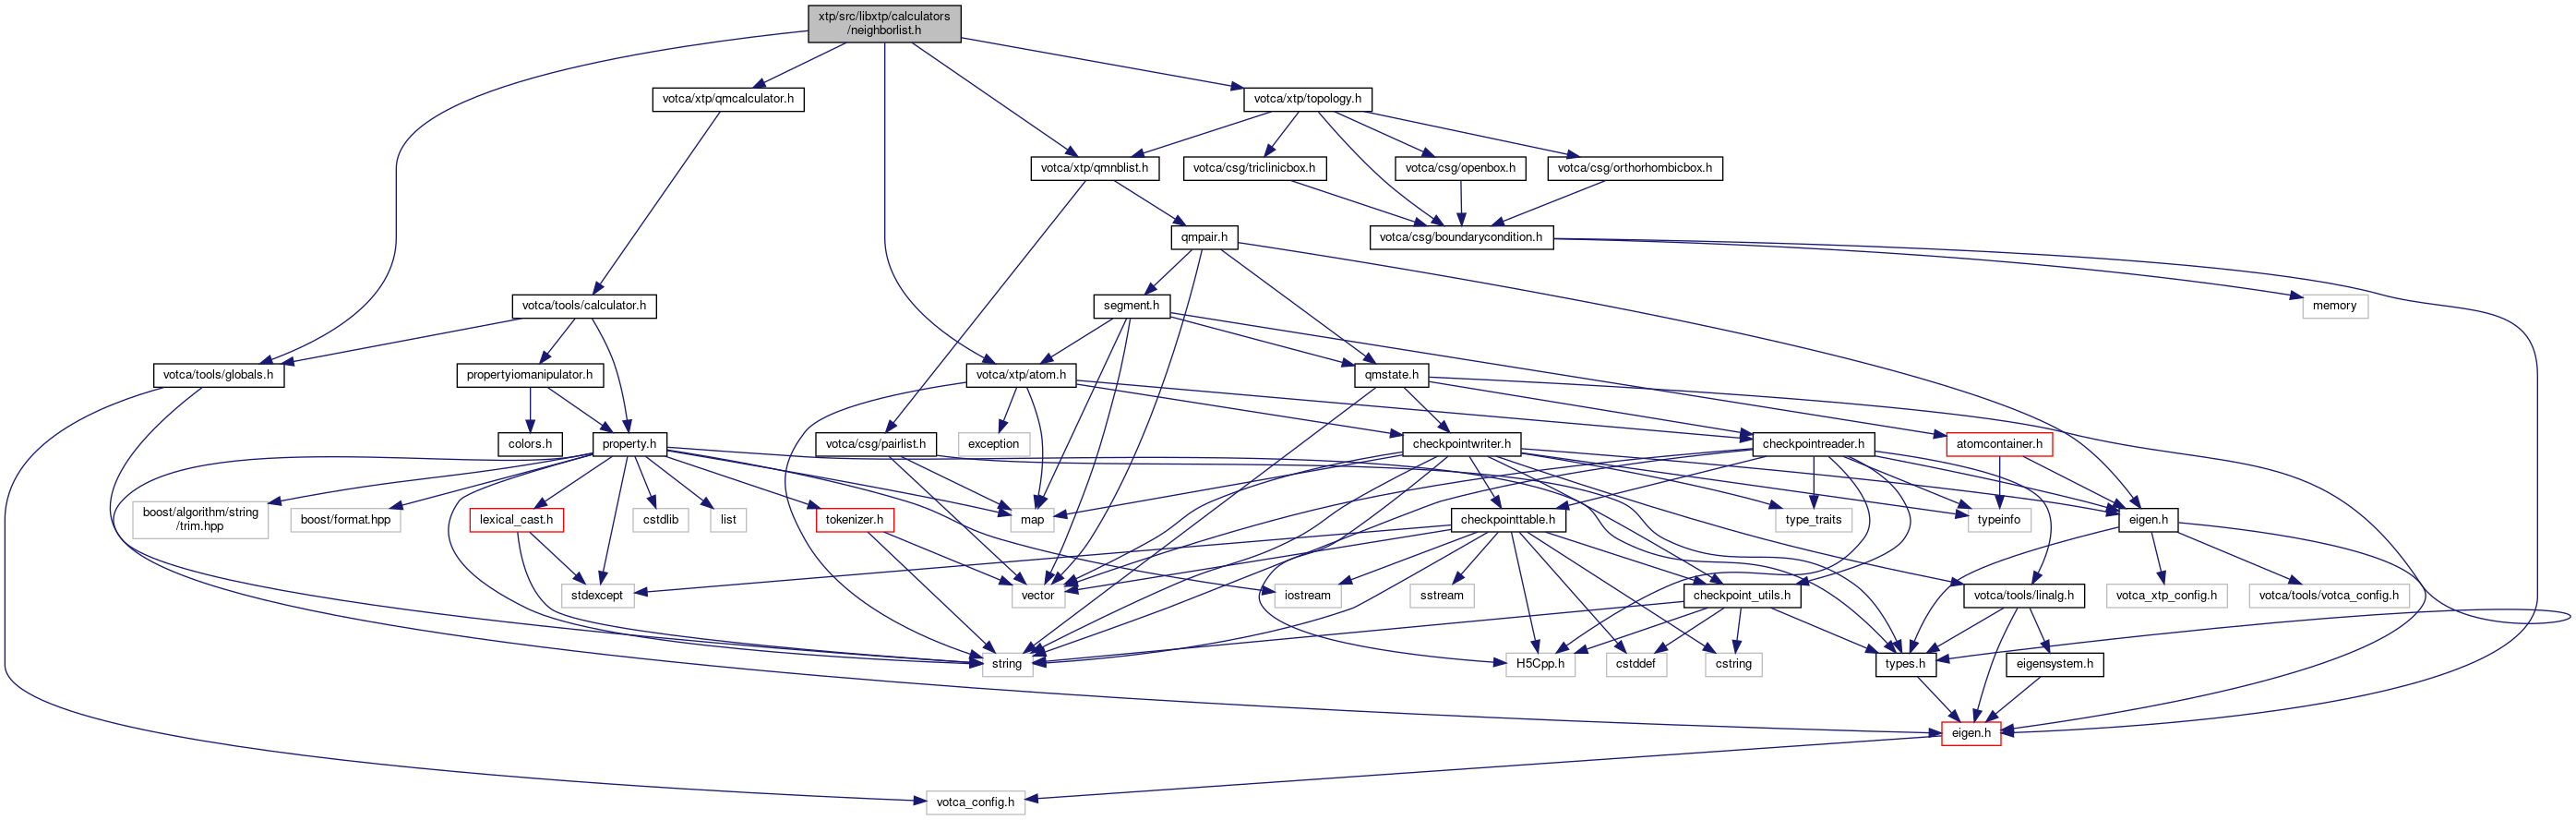 xtp/src/libxtp/calculators
/neighborlist.h
votca/xtp/qmcalculator.h
votca/xtp/topology.h
votca/xtp/qmnblist.h
votca/csg/triclinicbox.h
votca/csg/openbox.h
votca/csg/orthorhombicbox.h
qmpair.h
votca/csg/boundarycondition.h
votca/tools/calculator.h
segment.h
memory
votca/tools/globals.h
propertyiomanipulator.h
votca/xtp/atom.h
qmstate.h
colors.h
property.h
votca/csg/pairlist.h
exception
checkpointwriter.h
checkpointreader.h
atomcontainer.h
boost/algorithm/string
/trim.hpp
boost/format.hpp
lexical_cast.h
cstdlib
list
tokenizer.h
map
checkpointtable.h
type_traits
typeinfo
eigen.h
stdexcept
vector
iostream
sstream
checkpoint_utils.h
votca/tools/linalg.h
votca_xtp_config.h
votca/tools/votca_config.h
string
H5Cpp.h
cstddef
cstring
types.h
eigensystem.h
eigen.h
votca_config.h